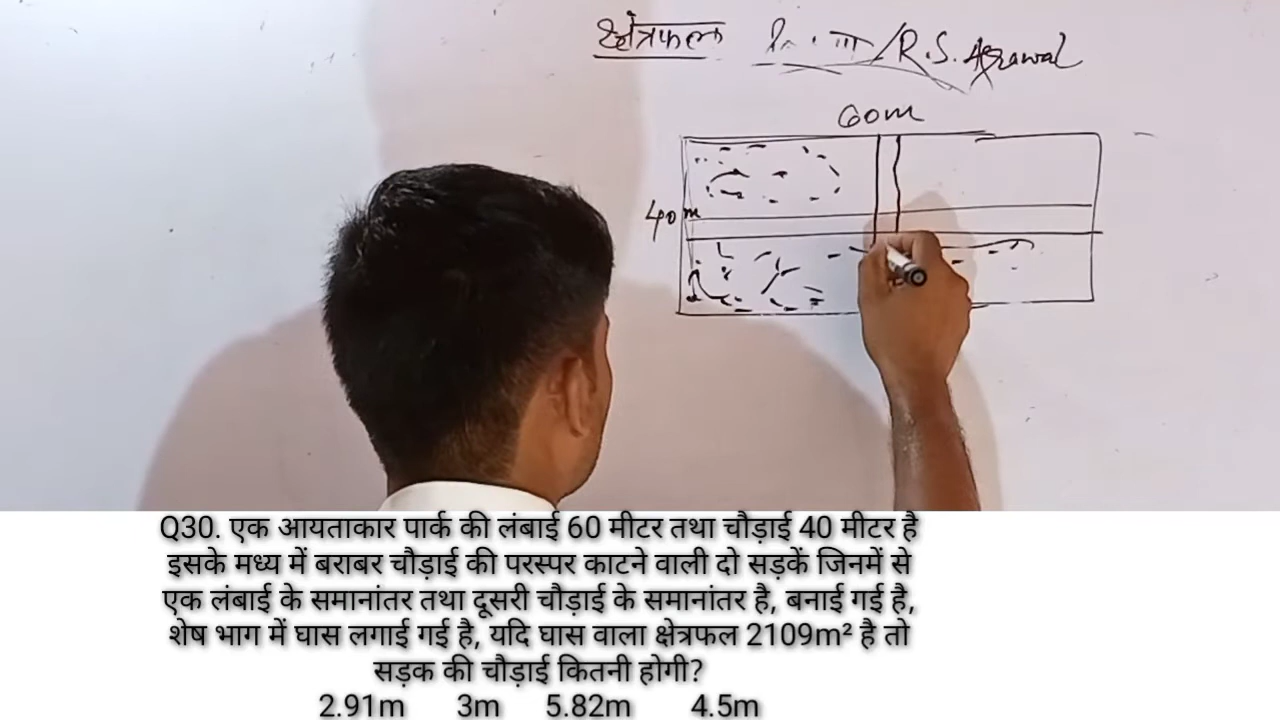 क्षेत्रफल / R.S. Agrawal
60m
40m
Q30. एक आयताकार पार्क की लंबाई 60 मीटर तथा चौड़ाई 40 मीटर है
इसके मध्य में बराबर चौड़ाई की परस्पर काटने वाली दो सड़कें जिनमें से
एक लंबाई के समानांतर तथा दूसरी चौड़ाई के समानांतर है, बनाई गई है,
शेष भाग में घास लगाई गई है, यदि घास वाला क्षेत्रफल 2109m² है तो
सड़क की चौड़ाई कितनी होगी?
2.91m 3m 5.82m 4.5m